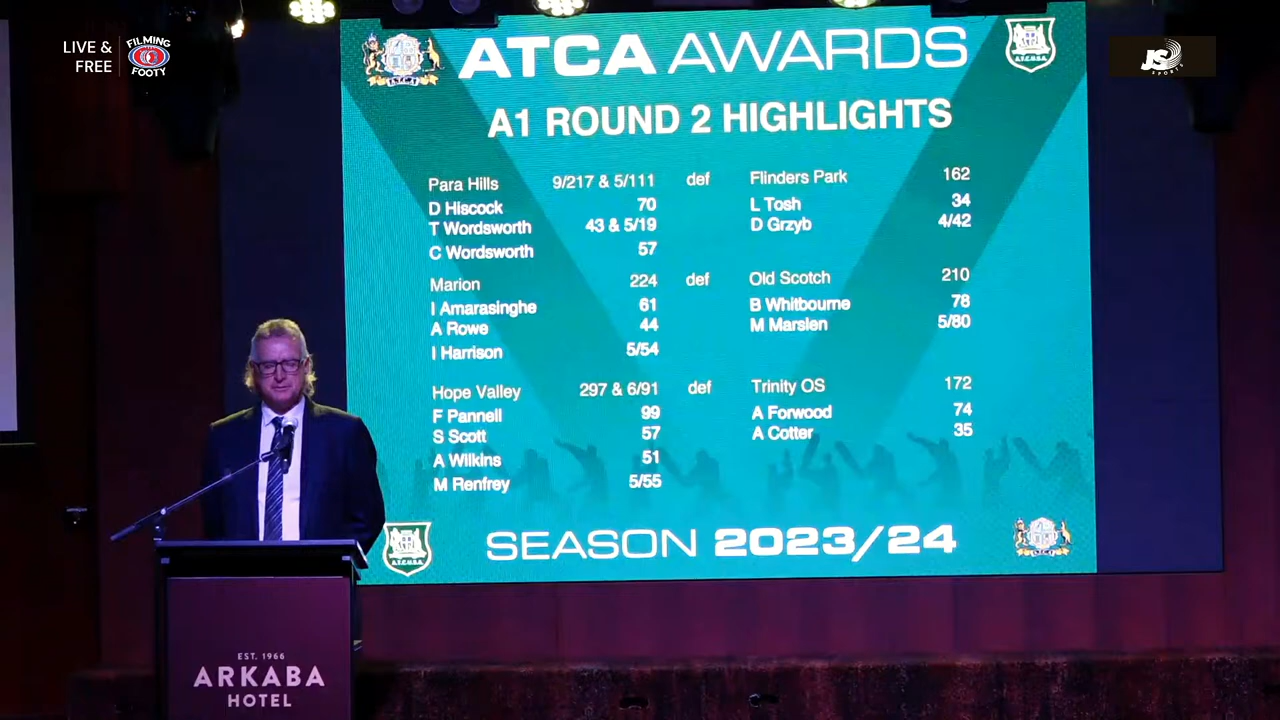 LIVE &
FREE
FILMING
FOOTY
JS
SPORTS
ATCA AWARDS
A.T.C.U.S.A.
A1 ROUND 2 HIGHLIGHTS
Para Hills 9/217 & 5/111 def Flinders Park 162
D Hiscock 70 L Tosh 34
T Wordsworth 43 & 5/19 D Grzyb 4/42
C Wordsworth 57
Marion 224 def Old Scotch 210
I Amarasinghe 61 B Whitbourne 78
A Rowe 44 M Marslen 5/80
I Harrison 5/54
Hope Valley 297 & 6/91 def Trinity OS 172
F Pannell 99 A Forwood 74
S Scott 57 A Cotter 35
A Wilkins 51
M Renfrey 5/55
SEASON 2023/24
A.T.C.U.S.A.
EST. 1966
ARKABA
HOTEL